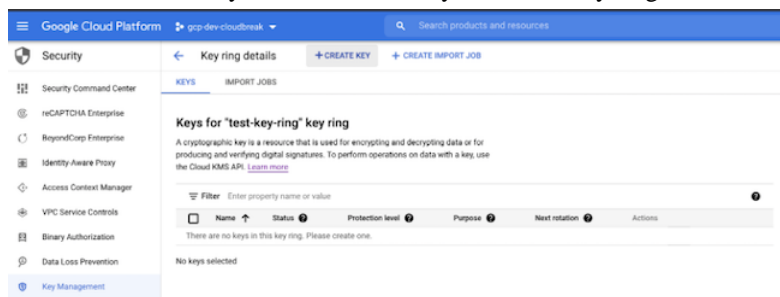 Google Cloud Platform gcp-dev-cloudbreak Search products and resources
Security Key ring details +CREATE KEY + CREATE IMPORT JOB
KEYS IMPORT JOBS
Security Command Center
reCAPTCHA Enterprise
BeyondCorp Enterprise
Identity-Aware Proxy
Access Context Manager
VPC Service Controls
Binary Authorization
Data Loss Prevention
Key Management
Keys for "test-key-ring" key ring
A cryptographic key is a resource that is used for encrypting and decrypting data or for
producing and verifying digital signatures. To perform operations on data with a key, use
the Cloud KMS API. Learn more
Filter Enter property name or value
Name Status Protection level Purpose Next rotation Actions
There are no keys in this key ring. Please create one.
No keys selected